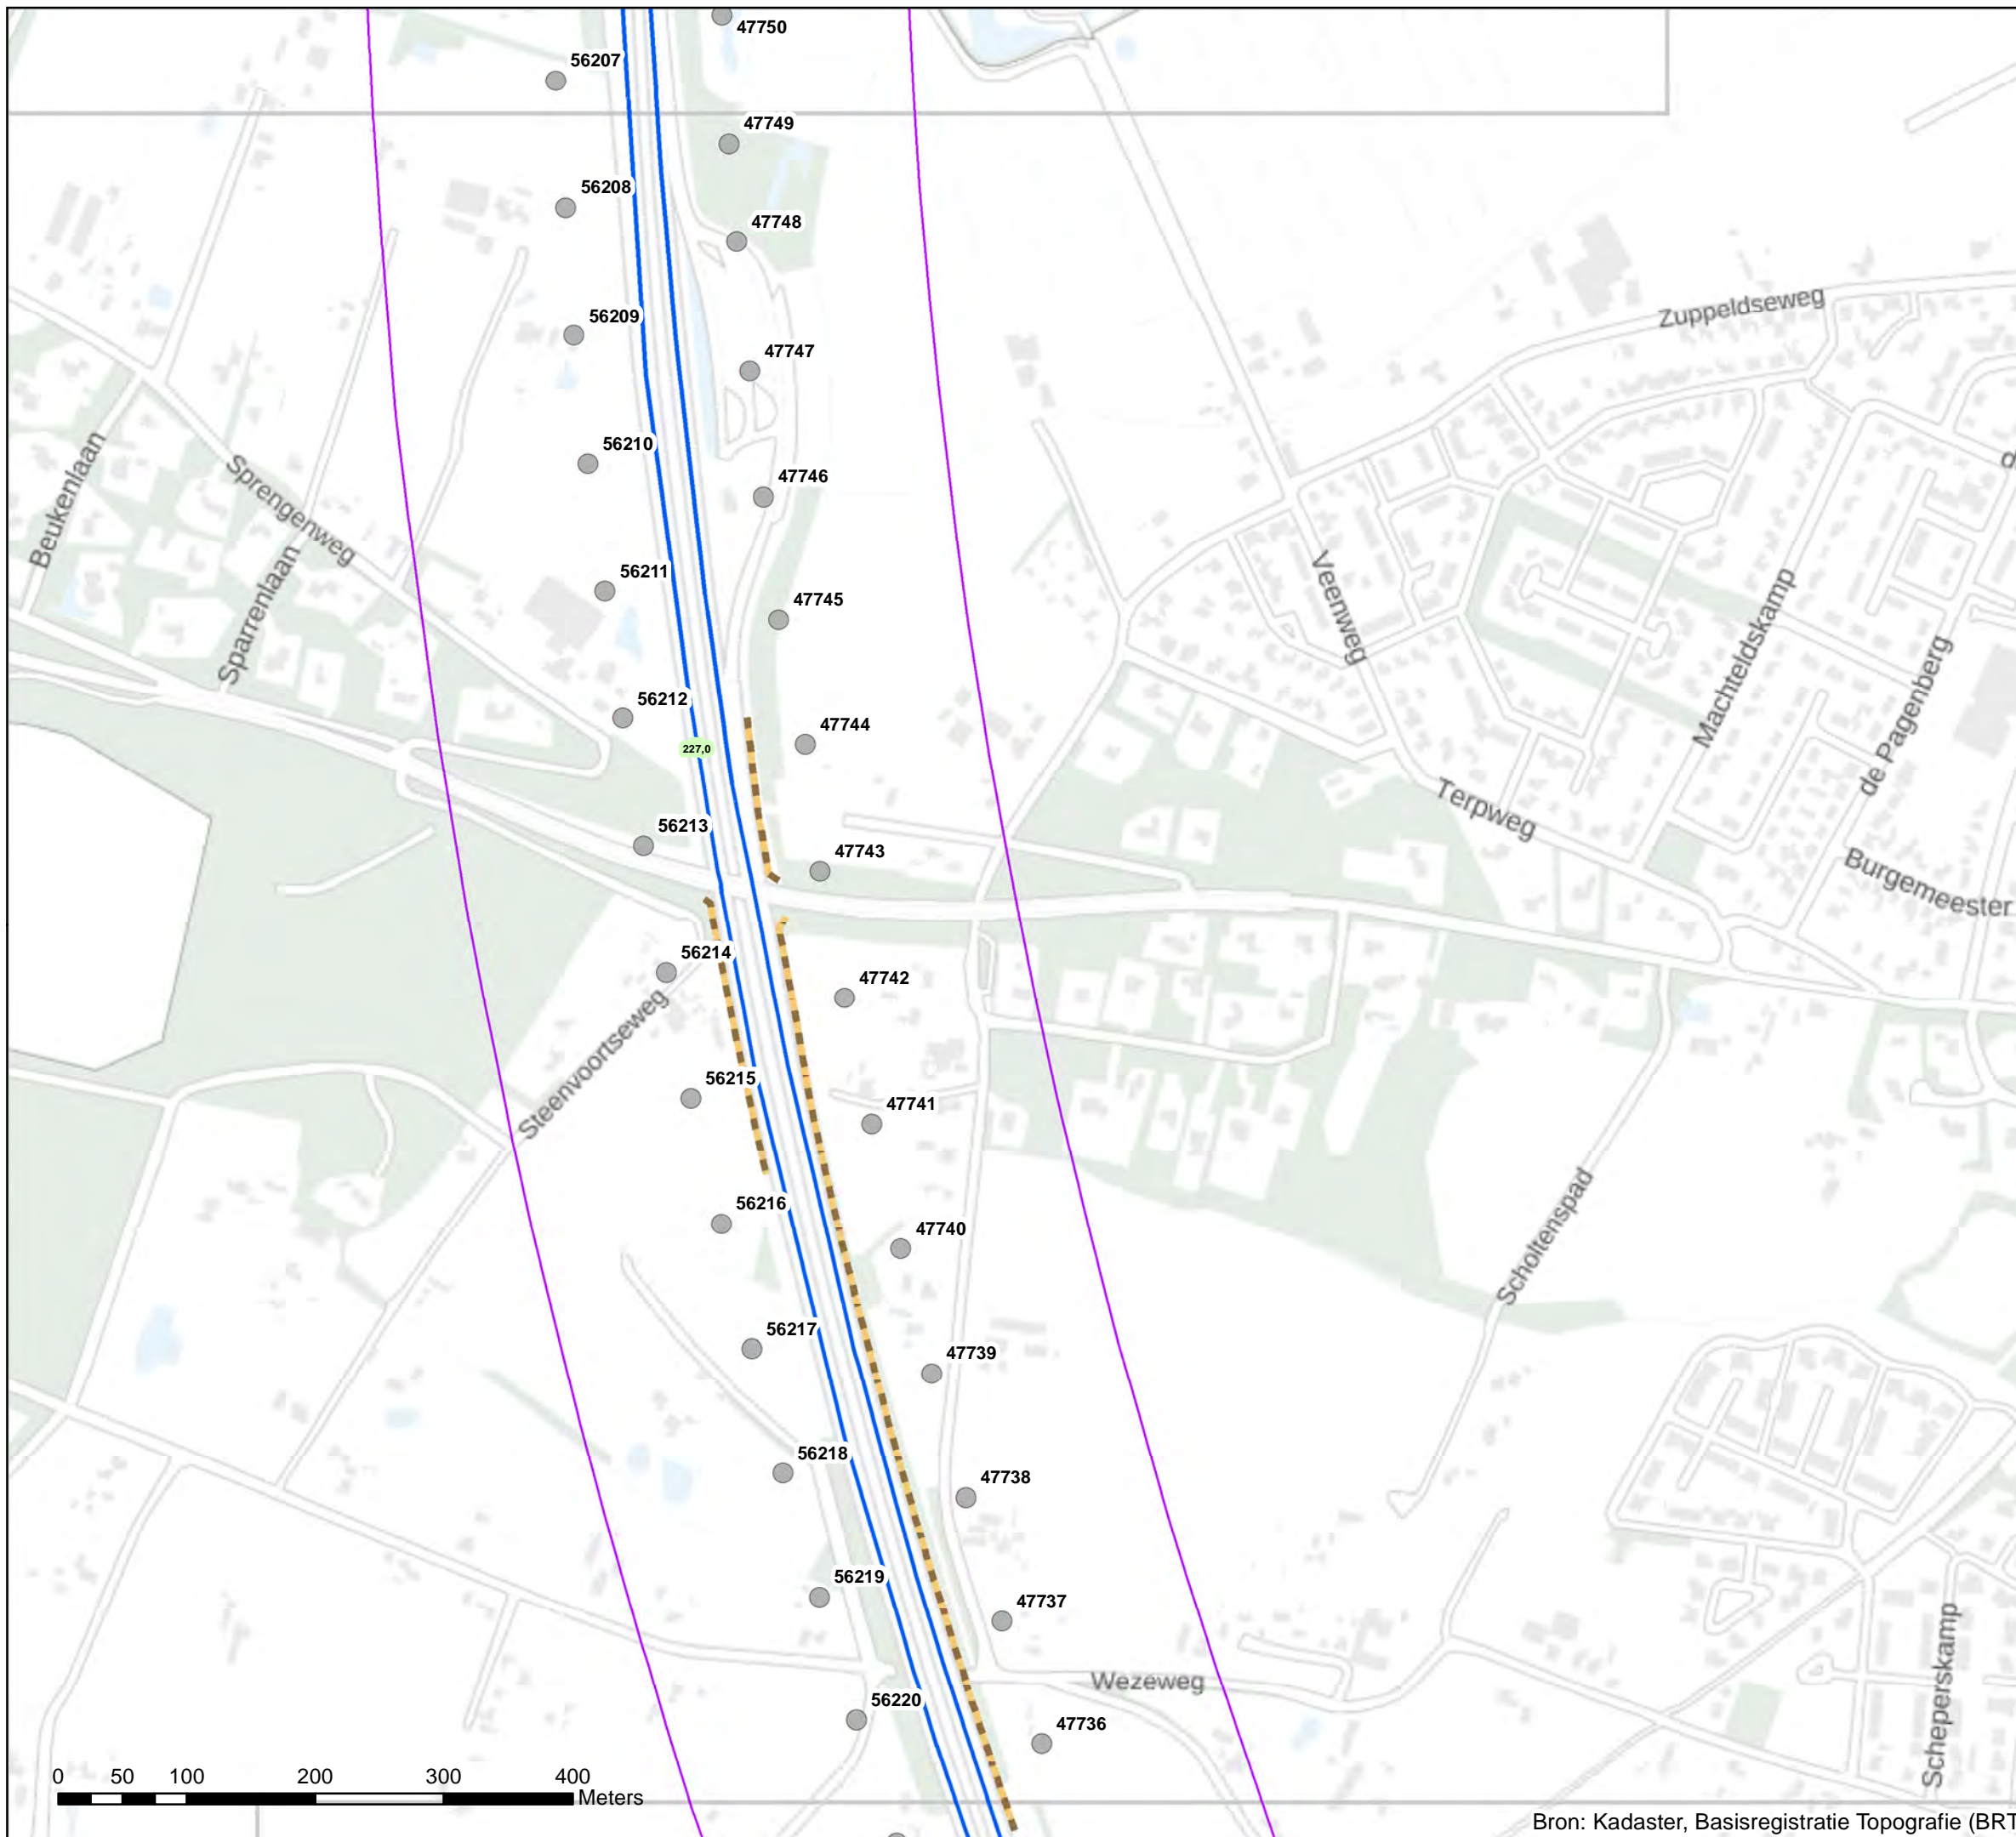 47750
56207
47749
56208
47748
Zuppeldseweg
56209
47747
56210
Beukenlaan
Sprengenweg
47746
d
56211
Sparrenlaan
47745
Veenweg
Machteldskamp
de Pagenberg
56212
47744
227,0
Terpweg
56213
47743
Burgemeester
56214
47742
Steenvoortseweg
56215
47741
56216
47740
Scholtenspad
56217
47739
56218
47738
56219
47737
Wezeweg
56220
47736
Scheperskamp
0 50 100 200 300 400
Meters
Bron: Kadaster, Basisregistratie Topografie (BRT